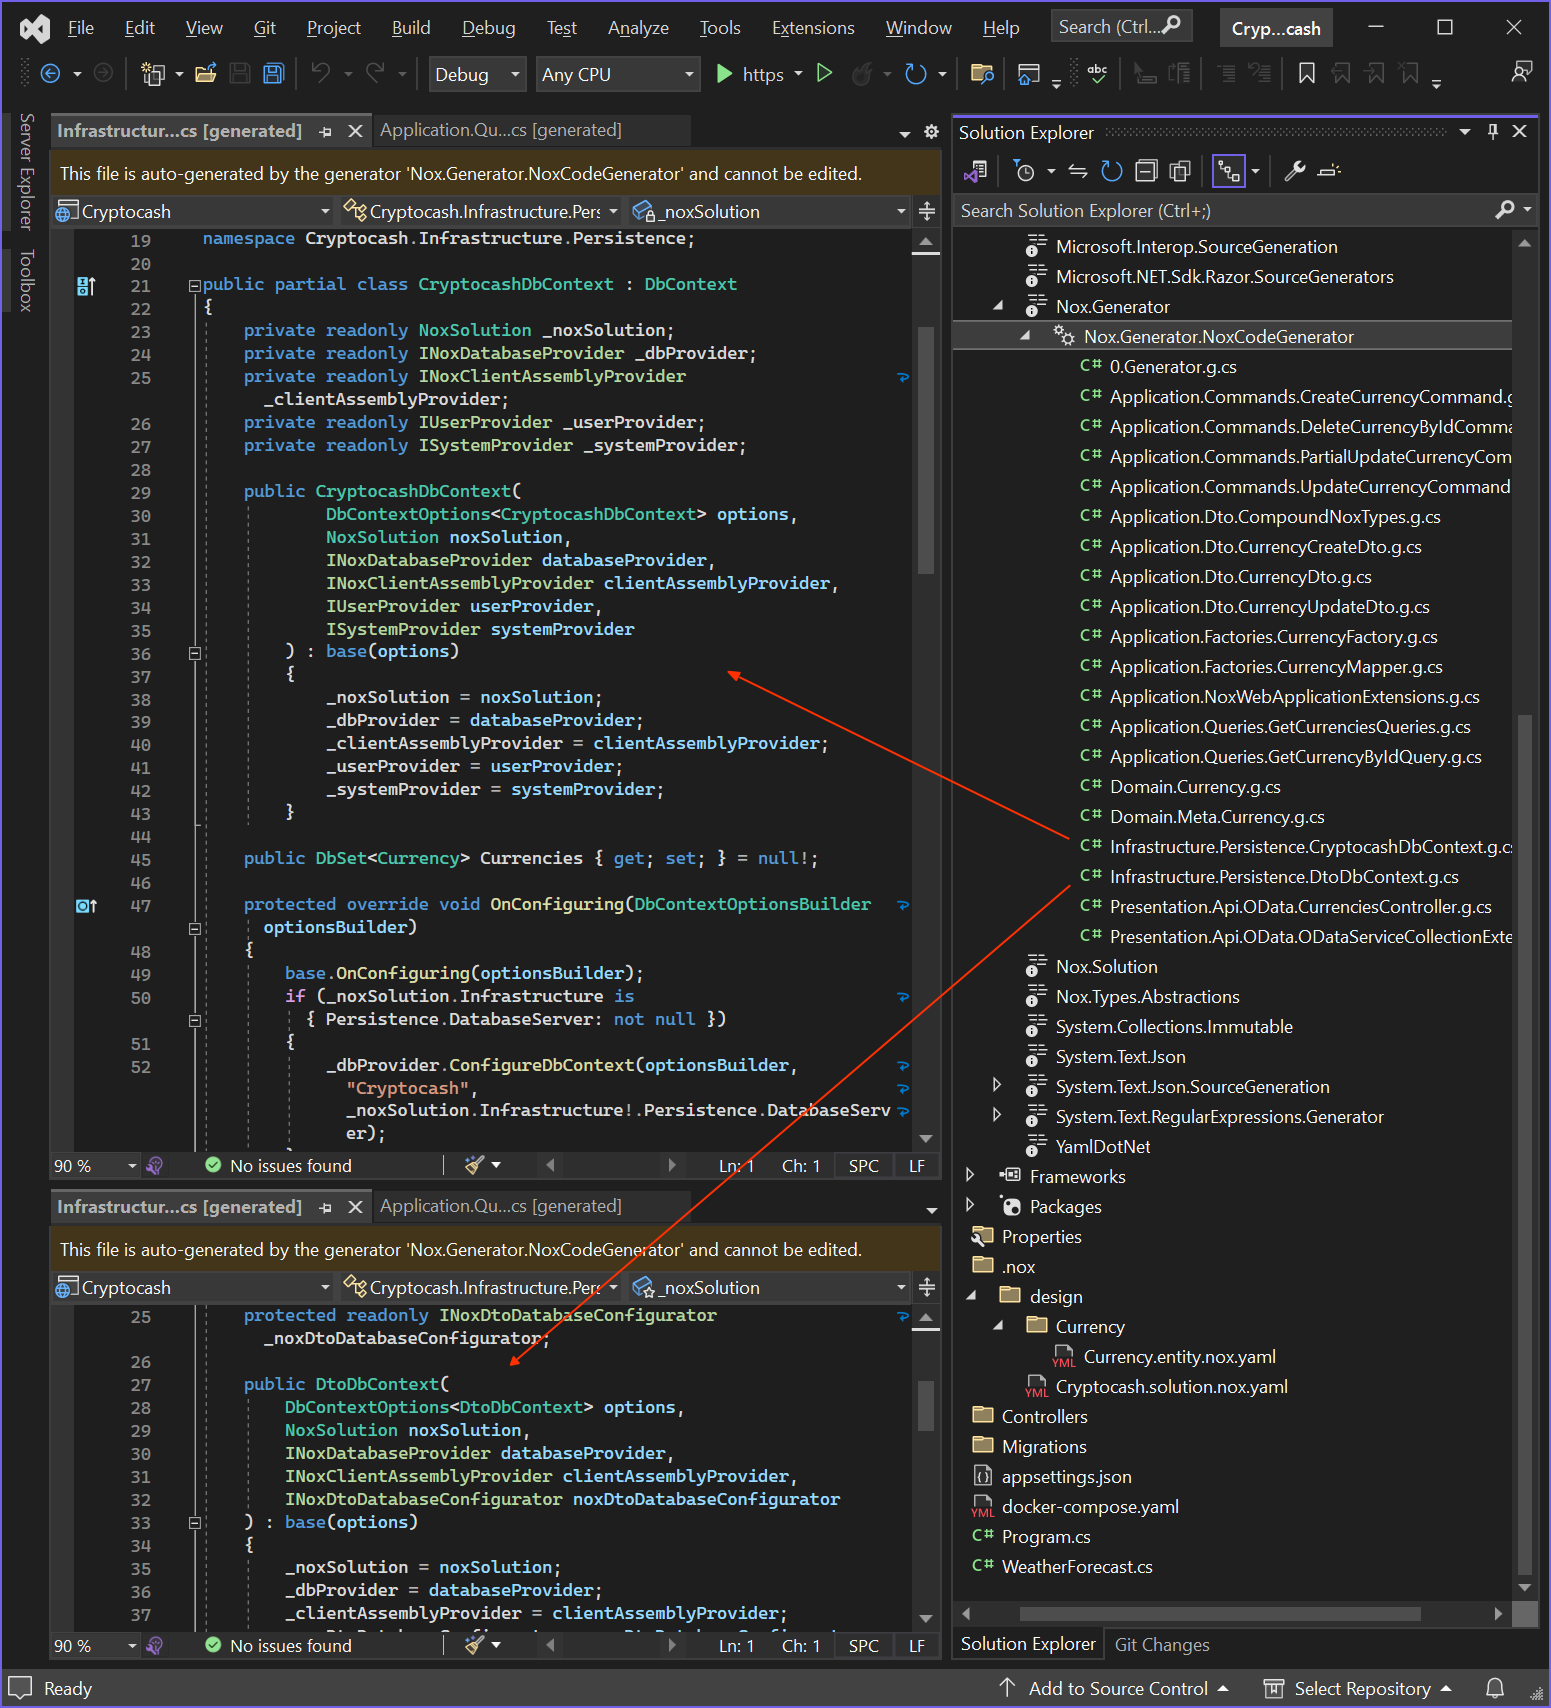 File Edit View Git Project Build Debug Test Analyze Tools Extensions Window Help Search (Ctrl... Cryp...cash
Debug Any CPU https abc
Server Explorer
Toolbox
Infrastructur...cs [generated] Application.Qu...cs [generated]
This file is auto-generated by the generator 'Nox.Generator.NoxCodeGenerator' and cannot be edited.
Cryptocash Cryptocash.Infrastructure.Pers _noxSolution
19 namespace Cryptocash.Infrastructure.Persistence;
20
21 public partial class CryptocashDbContext : DbContext
22 {
23 private readonly NoxSolution _noxSolution;
24 private readonly INoxDatabaseProvider _dbProvider;
25 private readonly INoxClientAssemblyProvider
_clientAssemblyProvider;
26 private readonly IUserProvider _userProvider;
27 private readonly ISystemProvider _systemProvider;
28
29 public CryptocashDbContext(
30 DbContextOptions<CryptocashDbContext> options,
31 NoxSolution noxSolution,
32 INoxDatabaseProvider databaseProvider,
33 INoxClientAssemblyProvider clientAssemblyProvider,
34 IUserProvider userProvider,
35 ISystemProvider systemProvider
36 ) : base(options)
37 {
38 _noxSolution = noxSolution;
39 _dbProvider = databaseProvider;
40 _clientAssemblyProvider = clientAssemblyProvider;
41 _userProvider = userProvider;
42 _systemProvider = systemProvider;
43 }
44
45 public DbSet<Currency> Currencies { get; set; } = null!;
46
47 protected override void OnConfiguring(DbContextOptionsBuilder
optionsBuilder)
48 {
49 base.OnConfiguring(optionsBuilder);
50 if (_noxSolution.Infrastructure is
{ Persistence.DatabaseServer: not null })
51 {
52 _dbProvider.ConfigureDbContext(optionsBuilder,
"Cryptocash",
_noxSolution.Infrastructure!.Persistence.DatabaseServ
er);
90 % No issues found Ln: 1 Ch: 1 SPC LF
Infrastructur...cs [generated] Application.Qu...cs [generated]
This file is auto-generated by the generator 'Nox.Generator.NoxCodeGenerator' and cannot be edited.
Cryptocash Cryptocash.Infrastructure.Pers _noxSolution
25 protected readonly INoxDtoDatabaseConfigurator
_noxDtoDatabaseConfigurator;
26
27 public DtoDbContext(
28 DbContextOptions<DtoDbContext> options,
29 NoxSolution noxSolution,
30 INoxDatabaseProvider databaseProvider,
31 INoxClientAssemblyProvider clientAssemblyProvider,
32 INoxDtoDatabaseConfigurator noxDtoDatabaseConfigurator
33 ) : base(options)
34 {
35 _noxSolution = noxSolution;
36 _dbProvider = databaseProvider;
37 _clientAssemblyProvider = clientAssemblyProvider;
90 % No issues found Ln: 1 Ch: 1 SPC LF
Solution Explorer
Search Solution Explorer (Ctrl+;)
Microsoft.Interop.SourceGeneration
Microsoft.NET.Sdk.Razor.SourceGenerators
Nox.Generator
Nox.Generator.NoxCodeGenerator
C# 0.Generator.g.cs
C# Application.Commands.CreateCurrencyCommand.g
C# Application.Commands.DeleteCurrencyByIdComma
C# Application.Commands.PartialUpdateCurrencyCom
C# Application.Commands.UpdateCurrencyCommand
C# Application.Dto.CompoundNoxTypes.g.cs
C# Application.Dto.CurrencyCreateDto.g.cs
C# Application.Dto.CurrencyDto.g.cs
C# Application.Dto.CurrencyUpdateDto.g.cs
C# Application.Factories.CurrencyFactory.g.cs
C# Application.Factories.CurrencyMapper.g.cs
C# Application.NoxWebApplicationExtensions.g.cs
C# Application.Queries.GetCurrenciesQueries.g.cs
C# Application.Queries.GetCurrencyByIdQuery.g.cs
C# Domain.Currency.g.cs
C# Domain.Meta.Currency.g.cs
C# Infrastructure.Persistence.CryptocashDbContext.g.cs
C# Infrastructure.Persistence.DtoDbContext.g.cs
C# Presentation.Api.OData.CurrenciesController.g.cs
C# Presentation.Api.OData.ODataServiceCollectionExte
Nox.Solution
Nox.Types.Abstractions
System.Collections.Immutable
System.Text.Json
System.Text.Json.SourceGeneration
System.Text.RegularExpressions.Generator
YamlDotNet
Frameworks
Packages
Properties
.nox
design
Currency
YML Currency.entity.nox.yaml
YML Cryptocash.solution.nox.yaml
Controllers
Migrations
appsettings.json
YML docker-compose.yaml
C# Program.cs
C# WeatherForecast.cs
Solution Explorer Git Changes
Ready Add to Source Control Select Repository